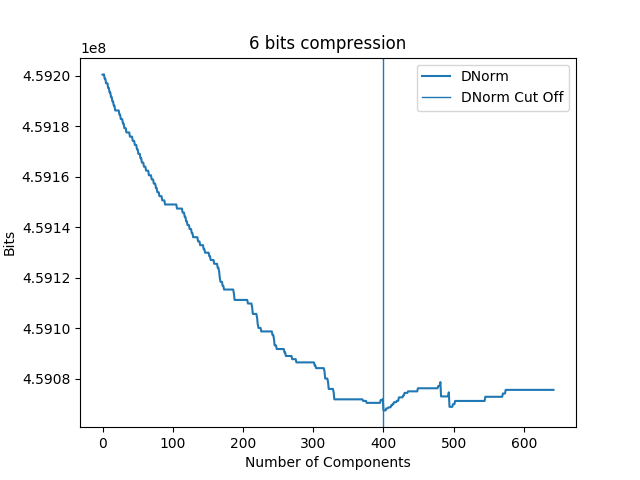 6 bits compression
1e8
DNorm
DNorm Cut Off
4.5920
4.5918
4.5916
4.5914
4.5912
4.5910
4.5908
Bits
0 100 200 300 400 500 600
Number of Components